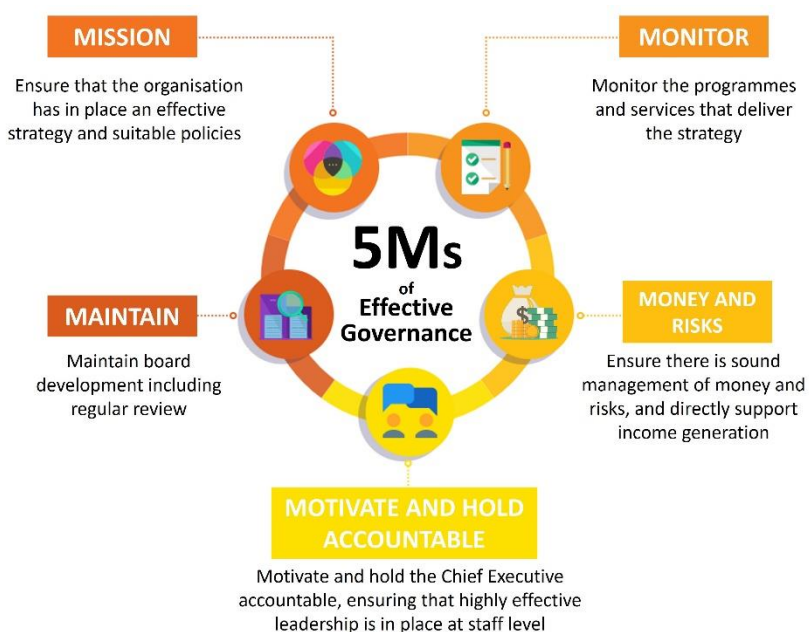 MISSION
Ensure that the organisation
has in place an effective
strategy and suitable policies
MONITOR
Monitor the programmes
and services that deliver
the strategy
5Ms
of
Effective
Governance
MAINTAIN
Maintain board
development including
regular review
MONEY AND
RISKS
Ensure there is sound
management of money and
risks, and directly support
income generation
MOTIVATE AND HOLD
ACCOUNTABLE
Motivate and hold the Chief Executive
accountable, ensuring that highly effective
leadership is in place at staff level